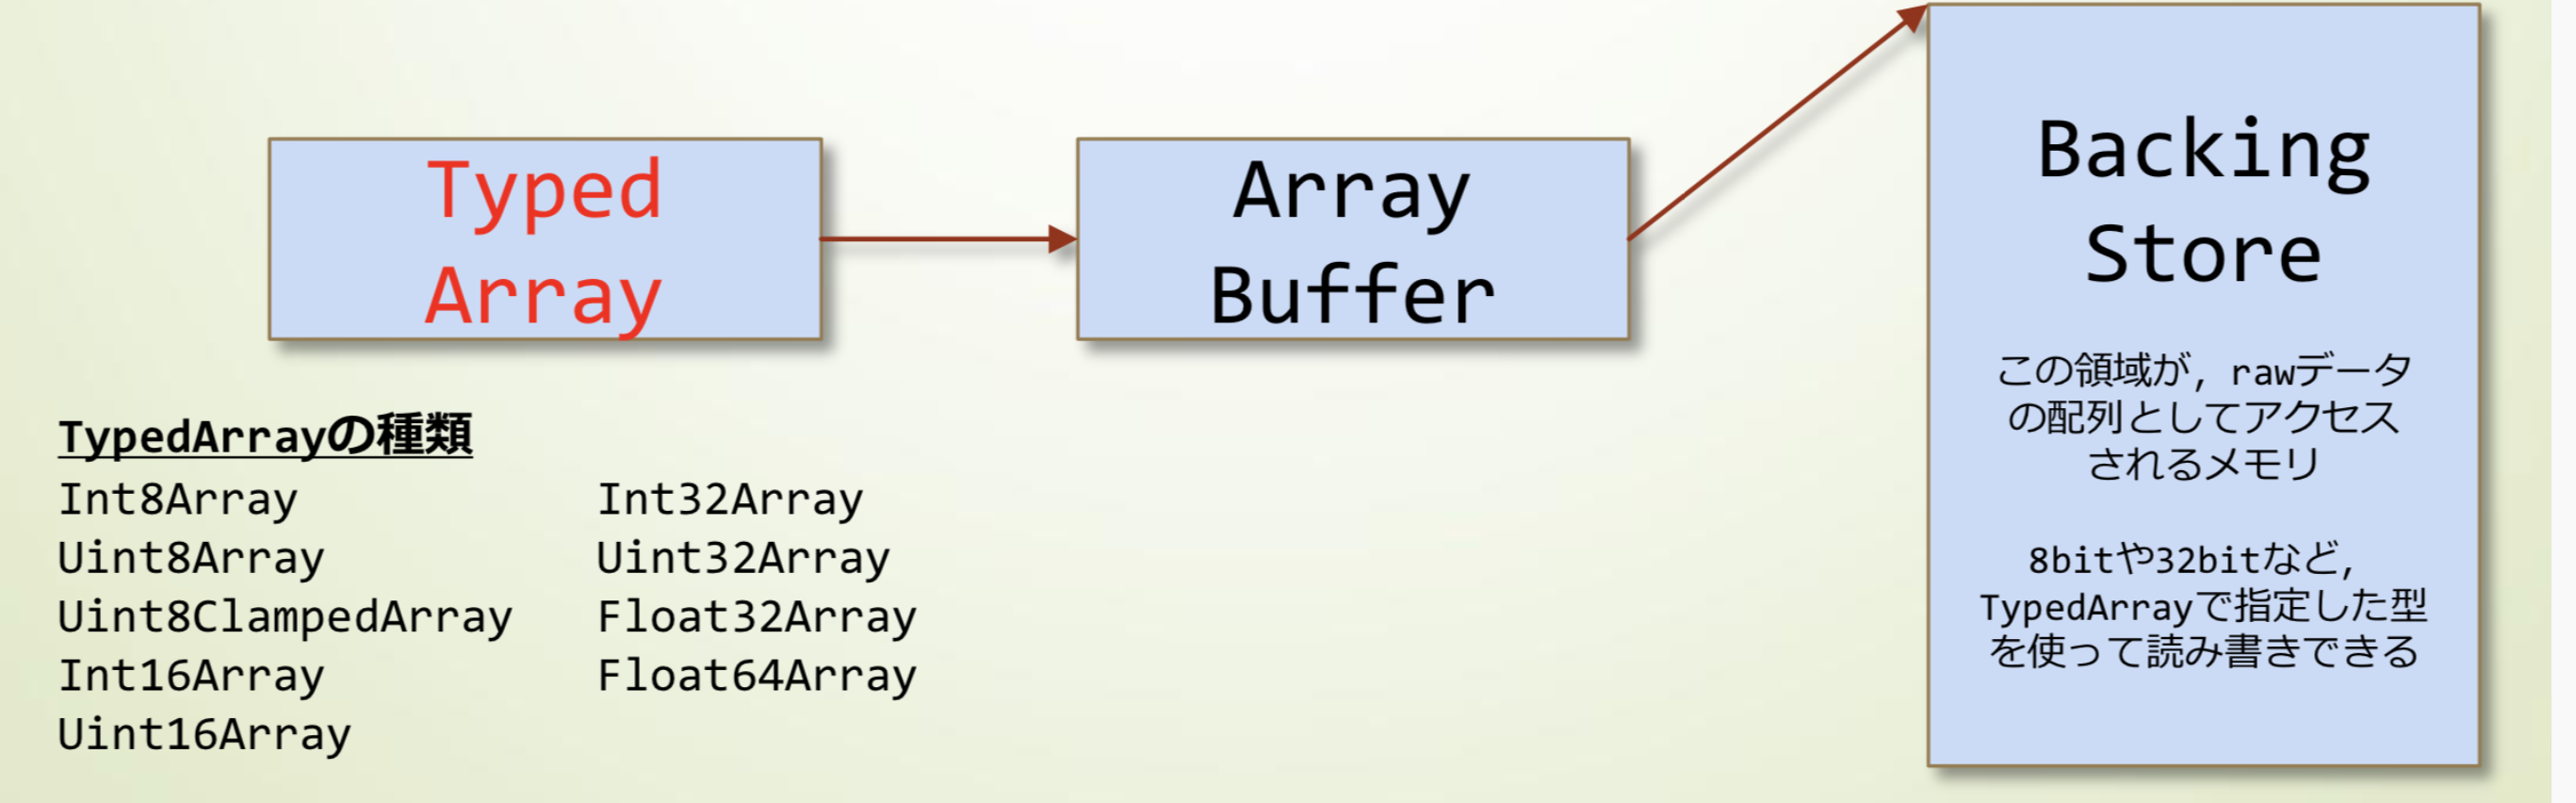 Typed
Array
Array
Buffer
Backing
Store
この領域が，rawデータ
の配列としてアクセス
されるメモリ
8bitや32bitなど，
TypedArrayで指定した型
を使って読み書きできる
TypedArrayの種類
Int8Array
Uint8Array
Uint8ClampedArray
Int16Array
Uint16Array
Int32Array
Uint32Array
Float32Array
Float64Array